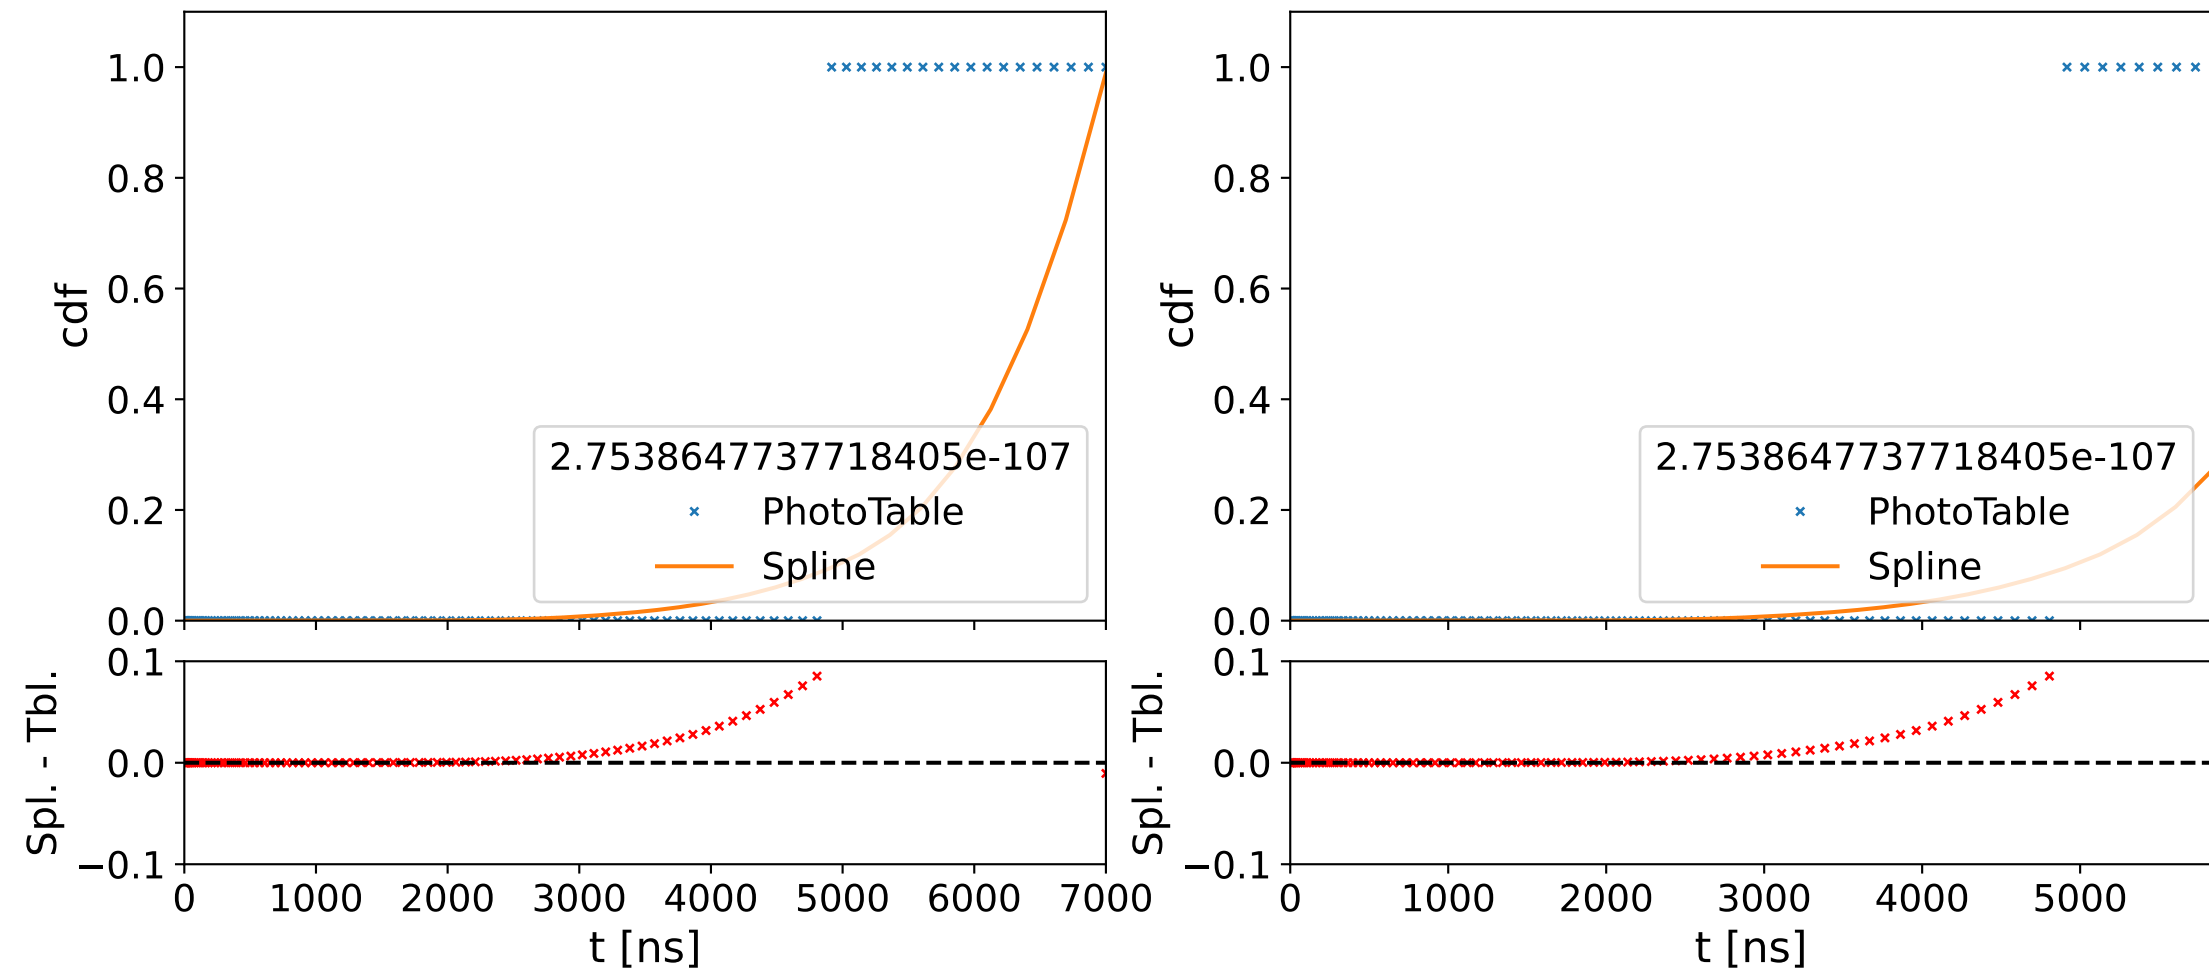 1.0
0.8
0.6
0.4
0.2
0.0
cdf
2.7538647737718405e-107
PhotoTable
Spline
0.1
0.0
−0.1
Spl. - Tbl.
0 1000 2000 3000 4000 5000 6000 7000
t [ns]
1.0
0.8
0.6
0.4
0.2
0.0
cdf
2.7538647737718405e-107
PhotoTable
Spline
0.1
0.0
−0.1
Spl. - Tbl.
0 1000 2000 3000 4000 5000
t [ns]